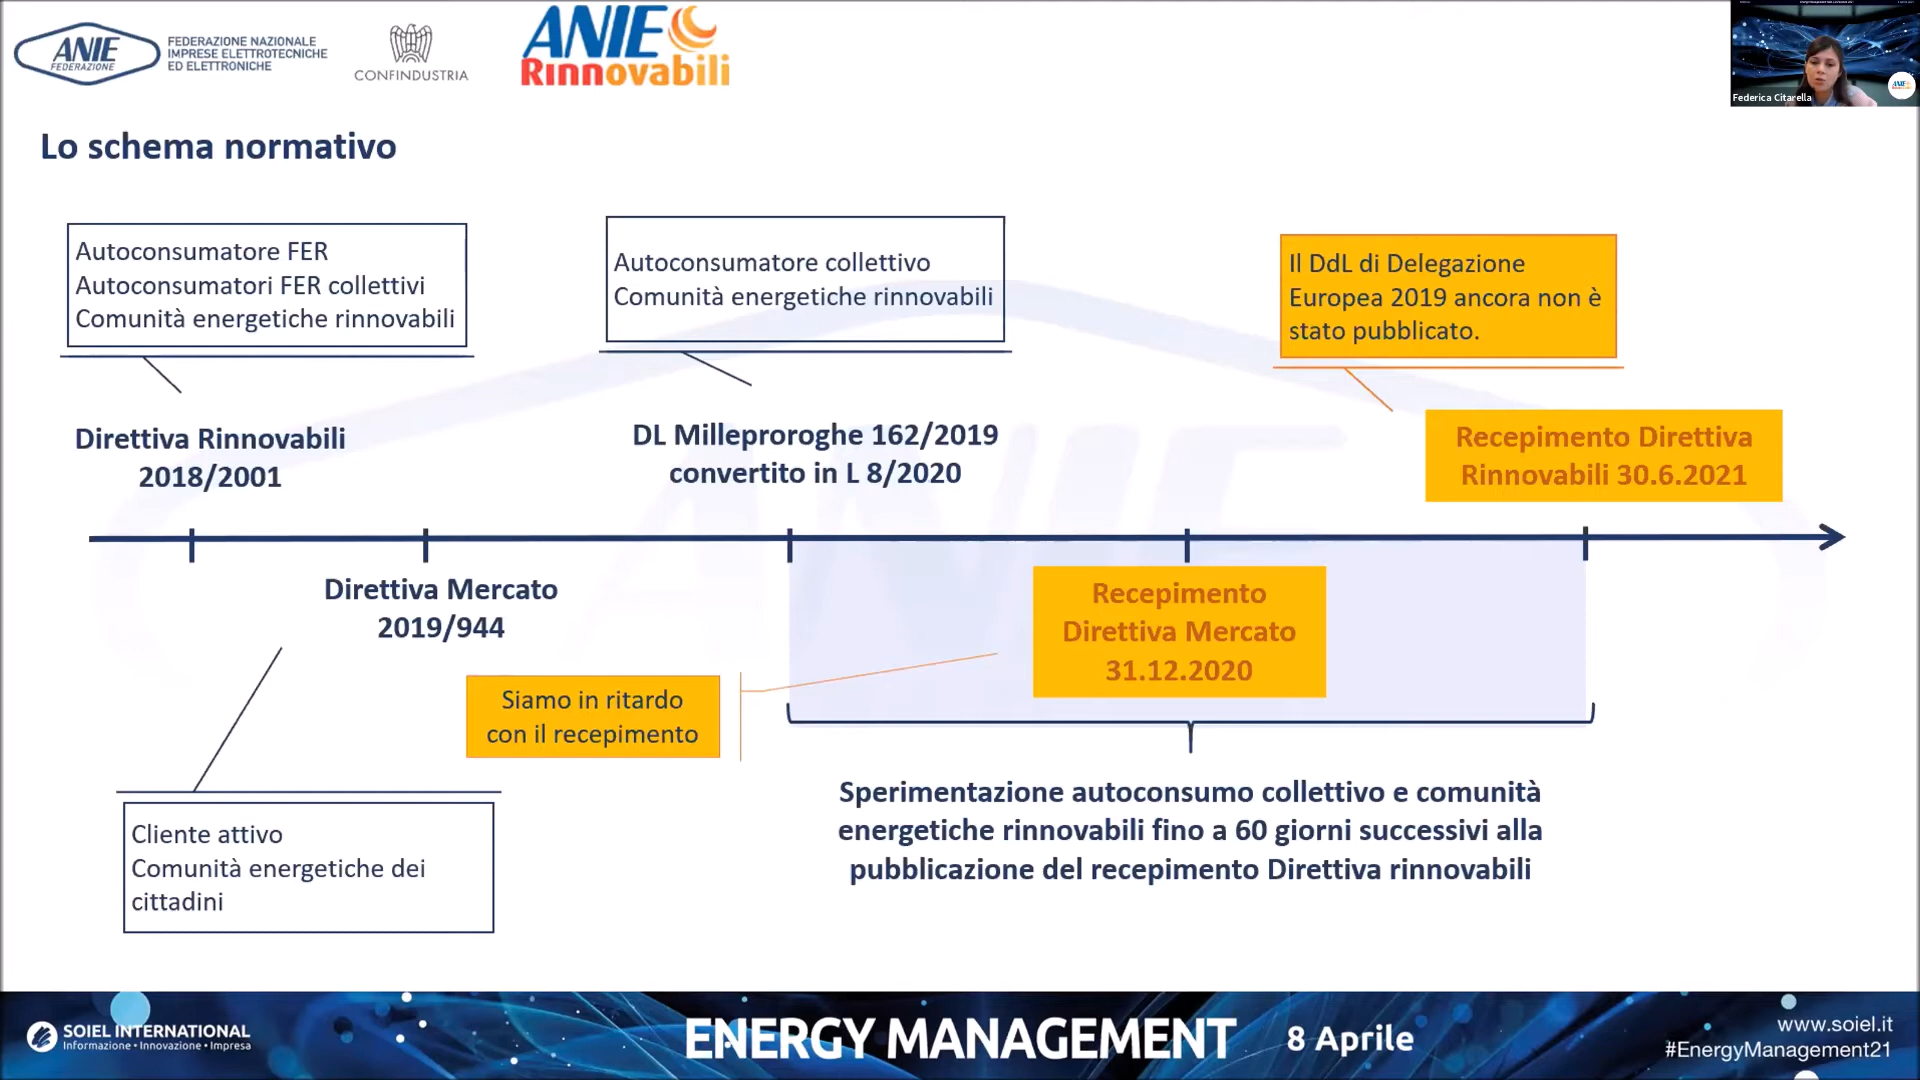 ANIE
FEDERAZIONE
FEDERAZIONE NAZIONALE
IMPRESE ELETTROTECNICHE
ED ELETTRONICHE
CONFINDUSTRIA
ANIE
Rinnovabili
Federica Citarella
Lo schema normativo
Autoconsumatore FER
Autoconsumatori FER collettivi
Comunità energetiche rinnovabili
Autoconsumatore collettivo
Comunità energetiche rinnovabili
Il DdL di Delegazione
Europea 2019 ancora non è
stato pubblicato.
Direttiva Rinnovabili
2018/2001
DL Milleproroghe 162/2019
convertito in L 8/2020
Recepimento Direttiva
Rinnovabili 30.6.2021
Direttiva Mercato
2019/944
Recepimento
Direttiva Mercato
31.12.2020
Siamo in ritardo
con il recepimento
Sperimentazione autoconsumo collettivo e comunità
energetiche rinnovabili fino a 60 giorni successivi alla
pubblicazione del recepimento Direttiva rinnovabili
Cliente attivo
Comunità energetiche dei
cittadini
SOIEL INTERNATIONAL
Informazione • Innovazione • Impresa
ENERGY MANAGEMENT
8 Aprile
www.soiel.it
#EnergyManagement21